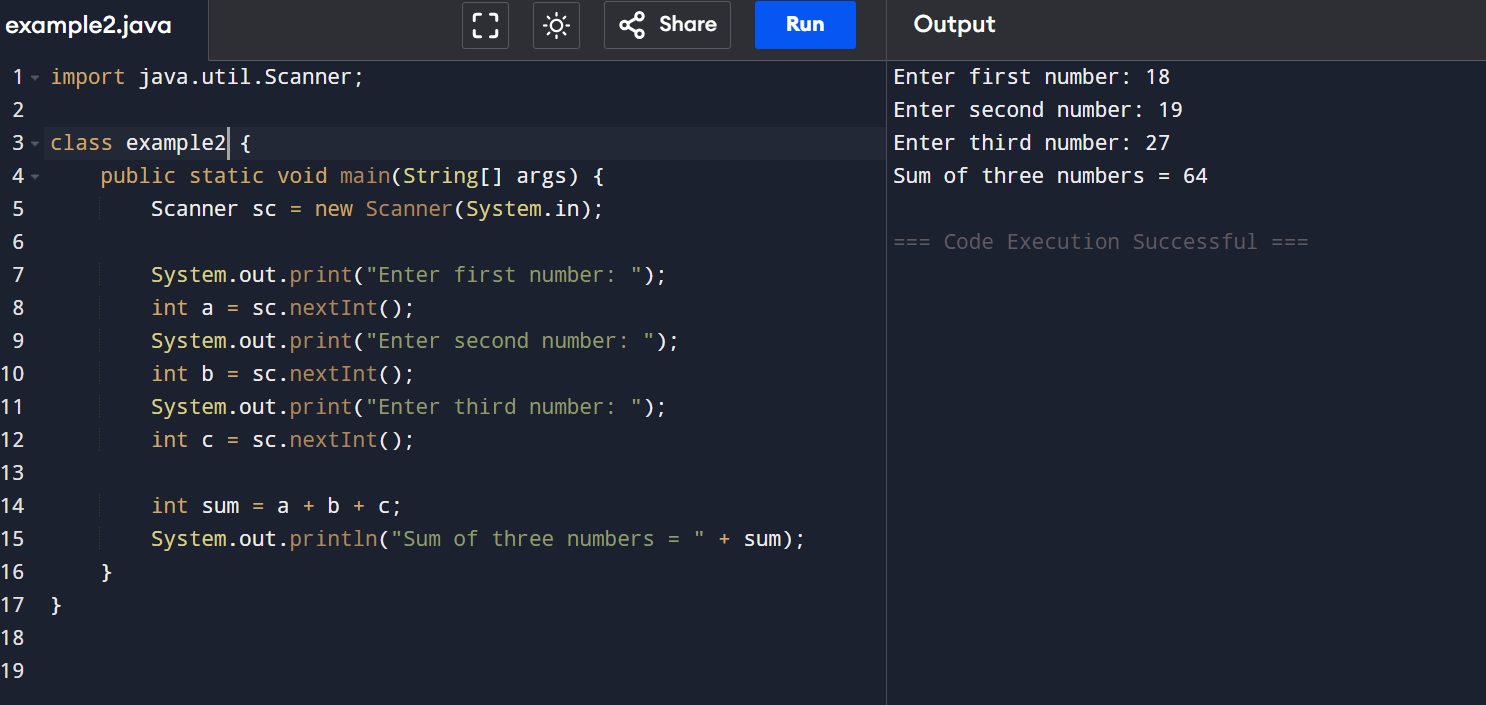 example2.java
Share
Run
Output
1 import java.util.Scanner;
2
3 class example2 {
4     public static void main(String[] args) {
5         Scanner sc = new Scanner(System.in);
6
7         System.out.print("Enter first number: ");
8         int a = sc.nextInt();
9         System.out.print("Enter second number: ");
10         int b = sc.nextInt();
11         System.out.print("Enter third number: ");
12         int c = sc.nextInt();
13
14         int sum = a + b + c;
15         System.out.println("Sum of three numbers = " + sum);
16     }
17 }
18
19
Enter first number: 18
Enter second number: 19
Enter third number: 27
Sum of three numbers = 64
=== Code Execution Successful ===